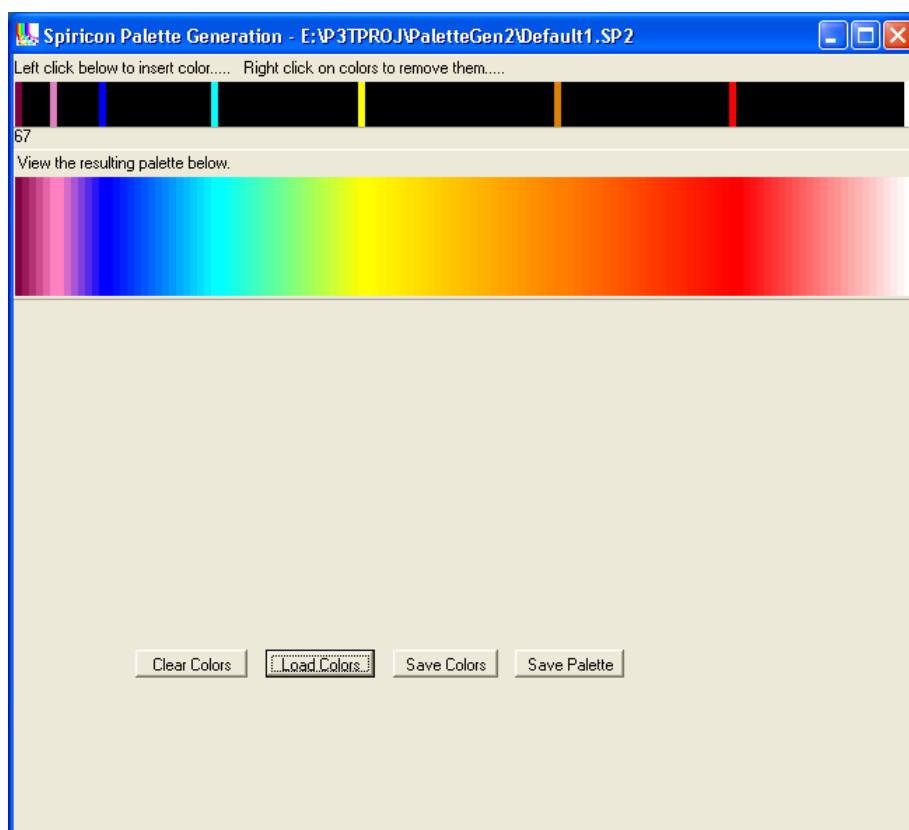 Spiricon Palette Generation - E:\P3TPROJ\PaletteGen2\Default1.SP2
Left click below to insert color..... Right click on colors to remove them.....
67
View the resulting palette below.
Clear Colors Load Colors Save Colors Save Palette